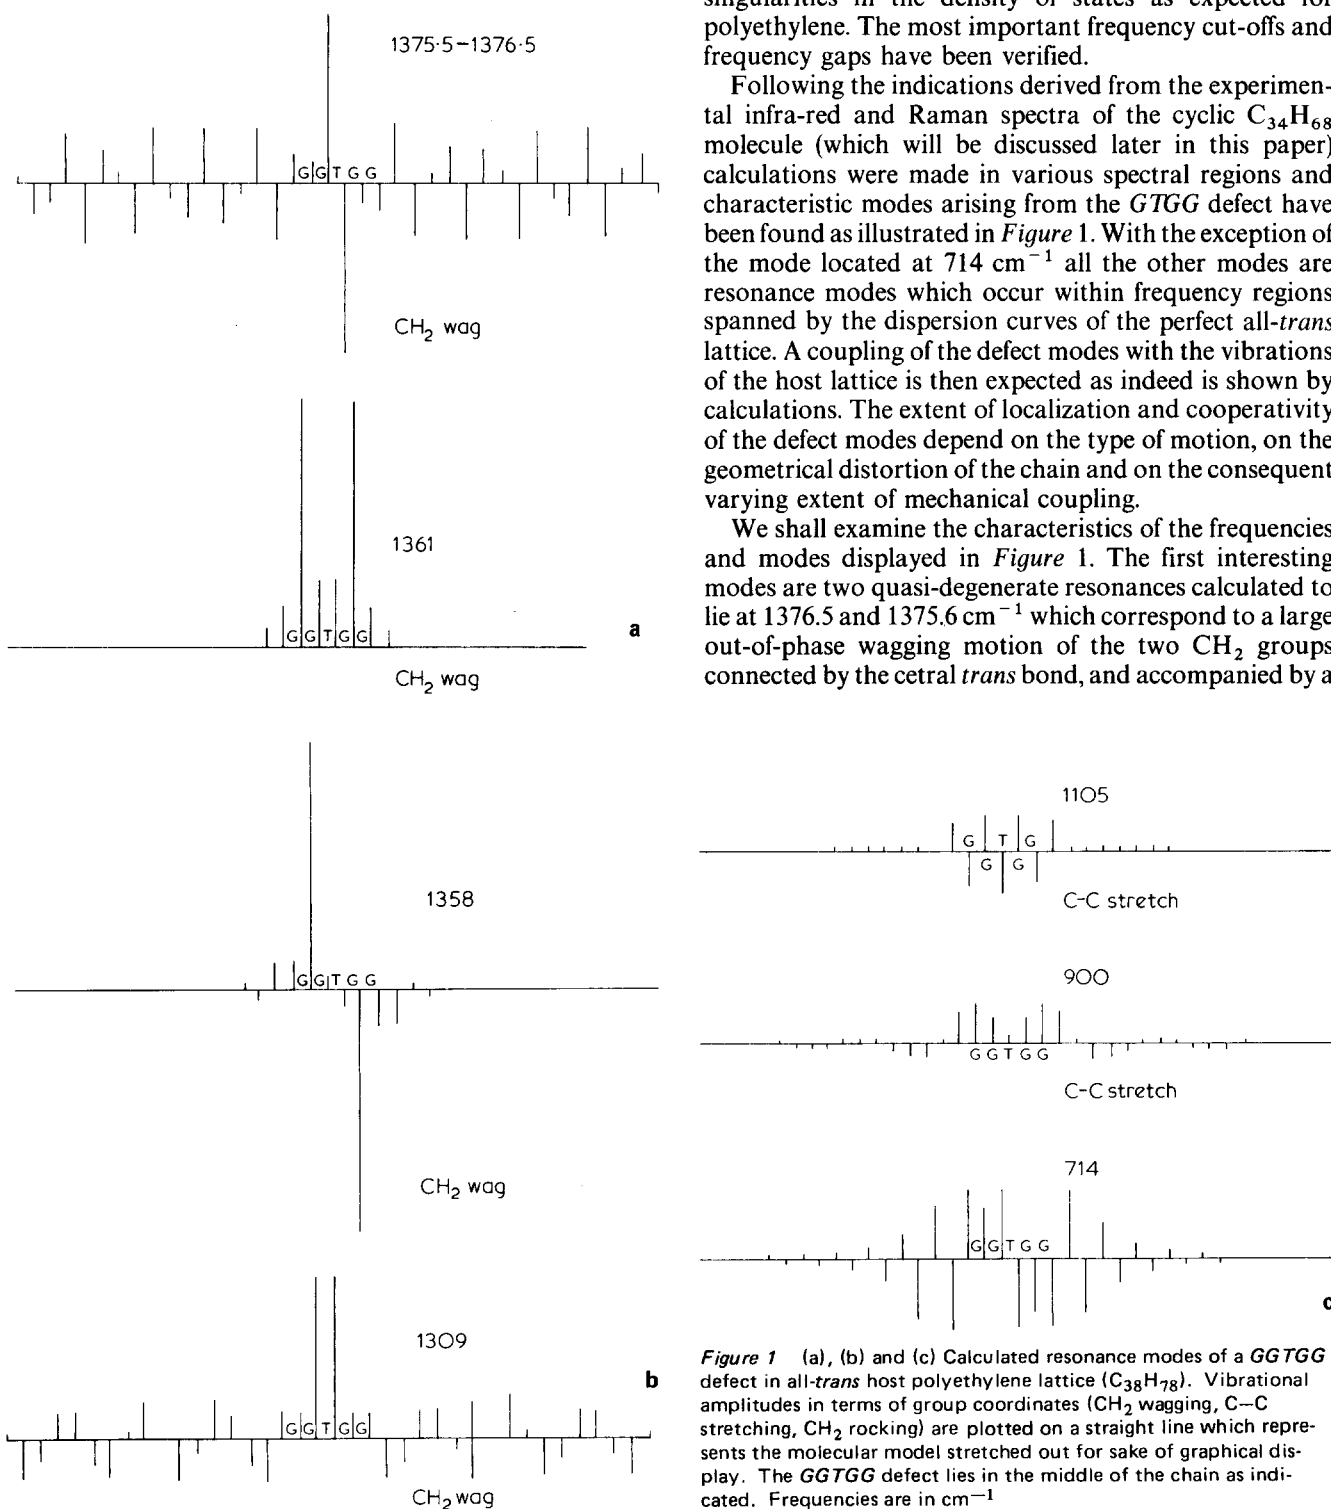 1375·5–1376·5
G G T G G
CH₂ wag
1361
G G T G G
a
CH₂ wag
1358
G G T G G
CH₂ wag
1309
b
G G T G G
CH₂ wag
singularities in the density of states as expected for
polyethylene. The most important frequency cut-offs and
frequency gaps have been verified.
Following the indications derived from the experimen-
tal infra-red and Raman spectra of the cyclic C₃₄H₆₈
molecule (which will be discussed later in this paper)
calculations were made in various spectral regions and
characteristic modes arising from the GTGG defect have
been found as illustrated in Figure 1. With the exception of
the mode located at 714 cm⁻¹ all the other modes are
resonance modes which occur within frequency regions
spanned by the dispersion curves of the perfect all-trans
lattice. A coupling of the defect modes with the vibrations
of the host lattice is then expected as indeed is shown by
calculations. The extent of localization and cooperativity
of the defect modes depend on the type of motion, on the
geometrical distortion of the chain and on the consequent
varying extent of mechanical coupling.
We shall examine the characteristics of the frequencies
and modes displayed in Figure 1. The first interesting
modes are two quasi-degenerate resonances calculated to
lie at 1376.5 and 1375.6 cm⁻¹ which correspond to a large
out-of-phase wagging motion of the two CH₂ groups
connected by the cetral trans bond, and accompanied by a
1105
G T G
G G
C-C stretch
900
G G T G G
C-C stretch
714
G G T G G
c
Figure 1 (a), (b) and (c) Calculated resonance modes of a GGTGG
defect in all-trans host polyethylene lattice (C₃₈H₇₈). Vibrational
amplitudes in terms of group coordinates (CH₂ wagging, C–C
stretching, CH₂ rocking) are plotted on a straight line which repre-
sents the molecular model stretched out for sake of graphical dis-
play. The GGTGG defect lies in the middle of the chain as indi-
cated. Frequencies are in cm⁻¹